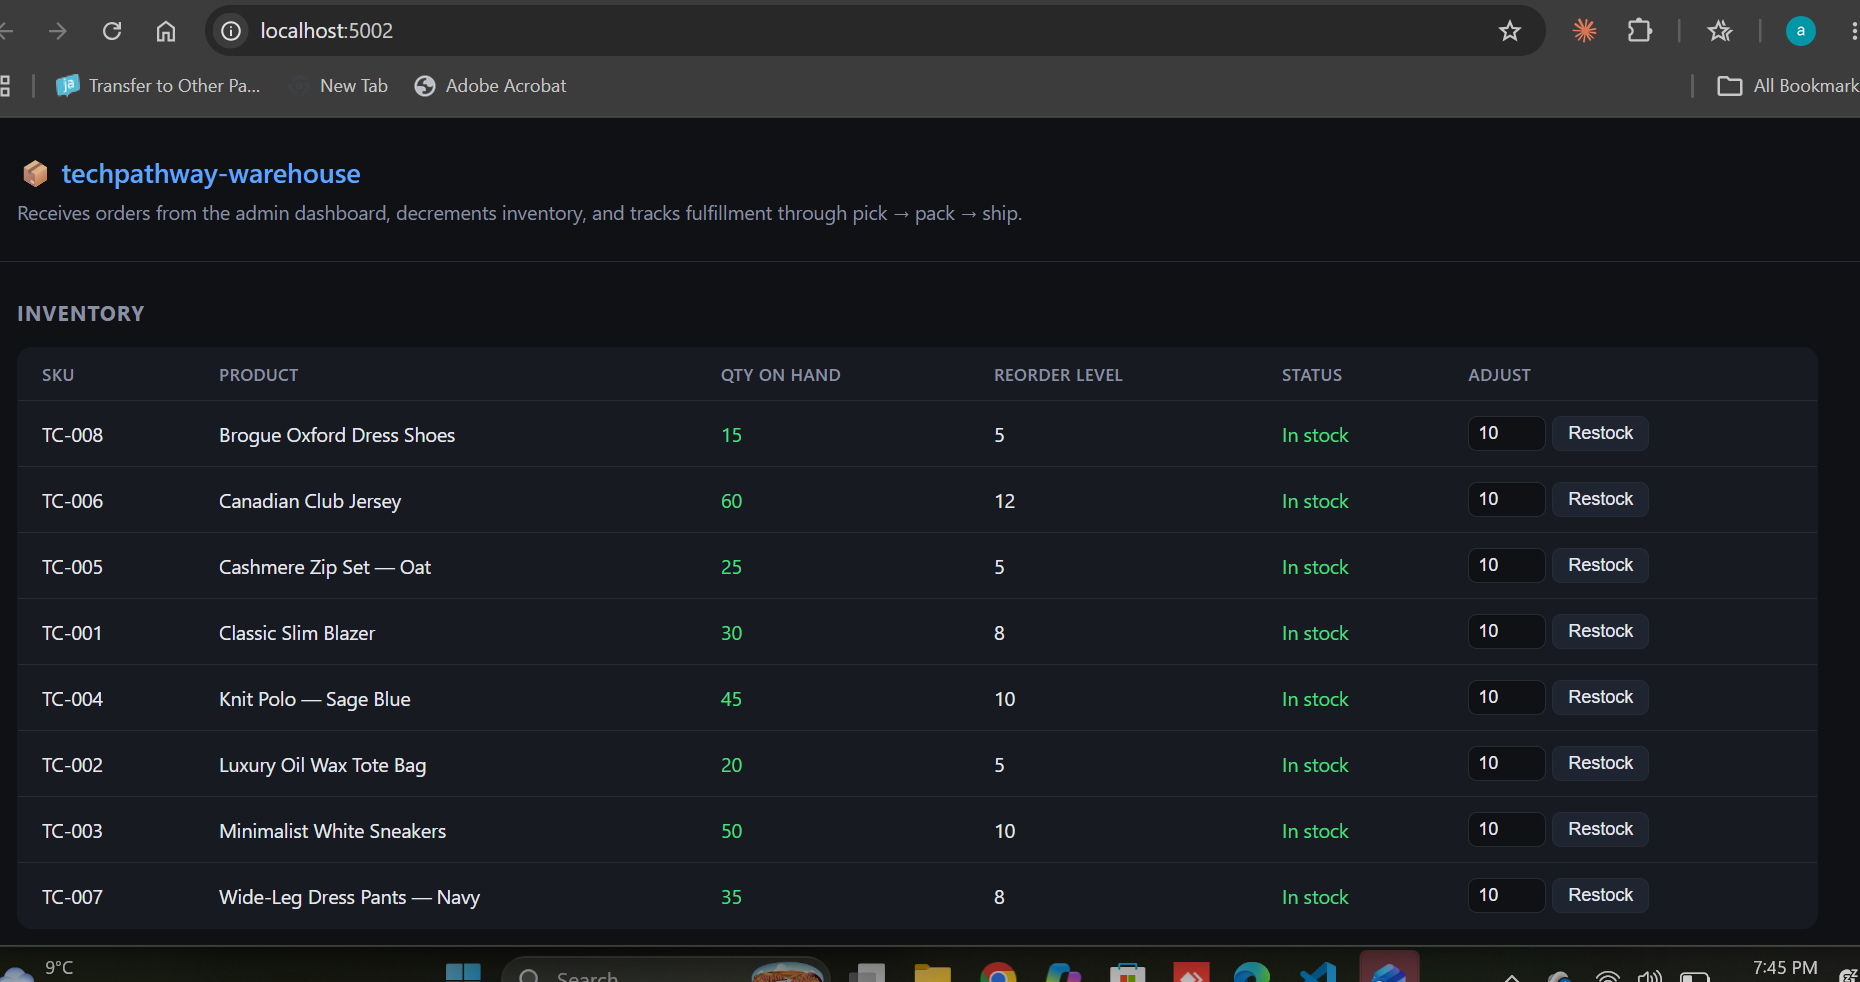 localhost:5002
a
ja Transfer to Other Pa... New Tab Adobe Acrobat All Bookmark
techpathway-warehouse
Receives orders from the admin dashboard, decrements inventory, and tracks fulfillment through pick → pack → ship.
INVENTORY
SKU PRODUCT QTY ON HAND REORDER LEVEL STATUS ADJUST
TC-008 Brogue Oxford Dress Shoes 15 5 In stock 10 Restock
TC-006 Canadian Club Jersey 60 12 In stock 10 Restock
TC-005 Cashmere Zip Set — Oat 25 5 In stock 10 Restock
TC-001 Classic Slim Blazer 30 8 In stock 10 Restock
TC-004 Knit Polo — Sage Blue 45 10 In stock 10 Restock
TC-002 Luxury Oil Wax Tote Bag 20 5 In stock 10 Restock
TC-003 Minimalist White Sneakers 50 10 In stock 10 Restock
TC-007 Wide-Leg Dress Pants — Navy 35 8 In stock 10 Restock
9°C Search 7:45 PM